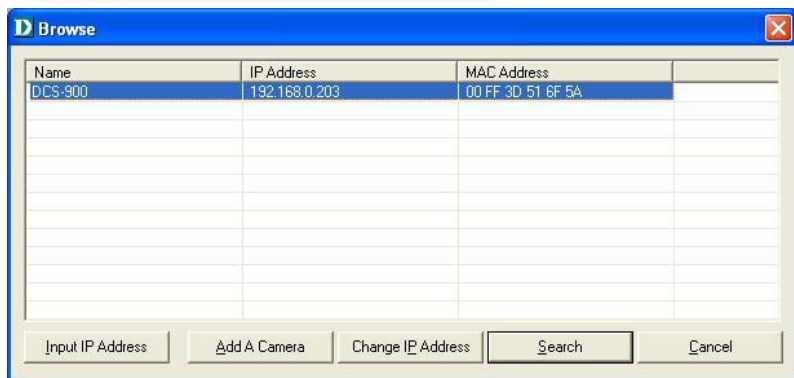 D Browse
Name IP Address MAC Address
DCS-900 192.168.0.203 00 FF 3D 51 6F 5A
Input IP Address Add A Camera Change IP Address Search Cancel